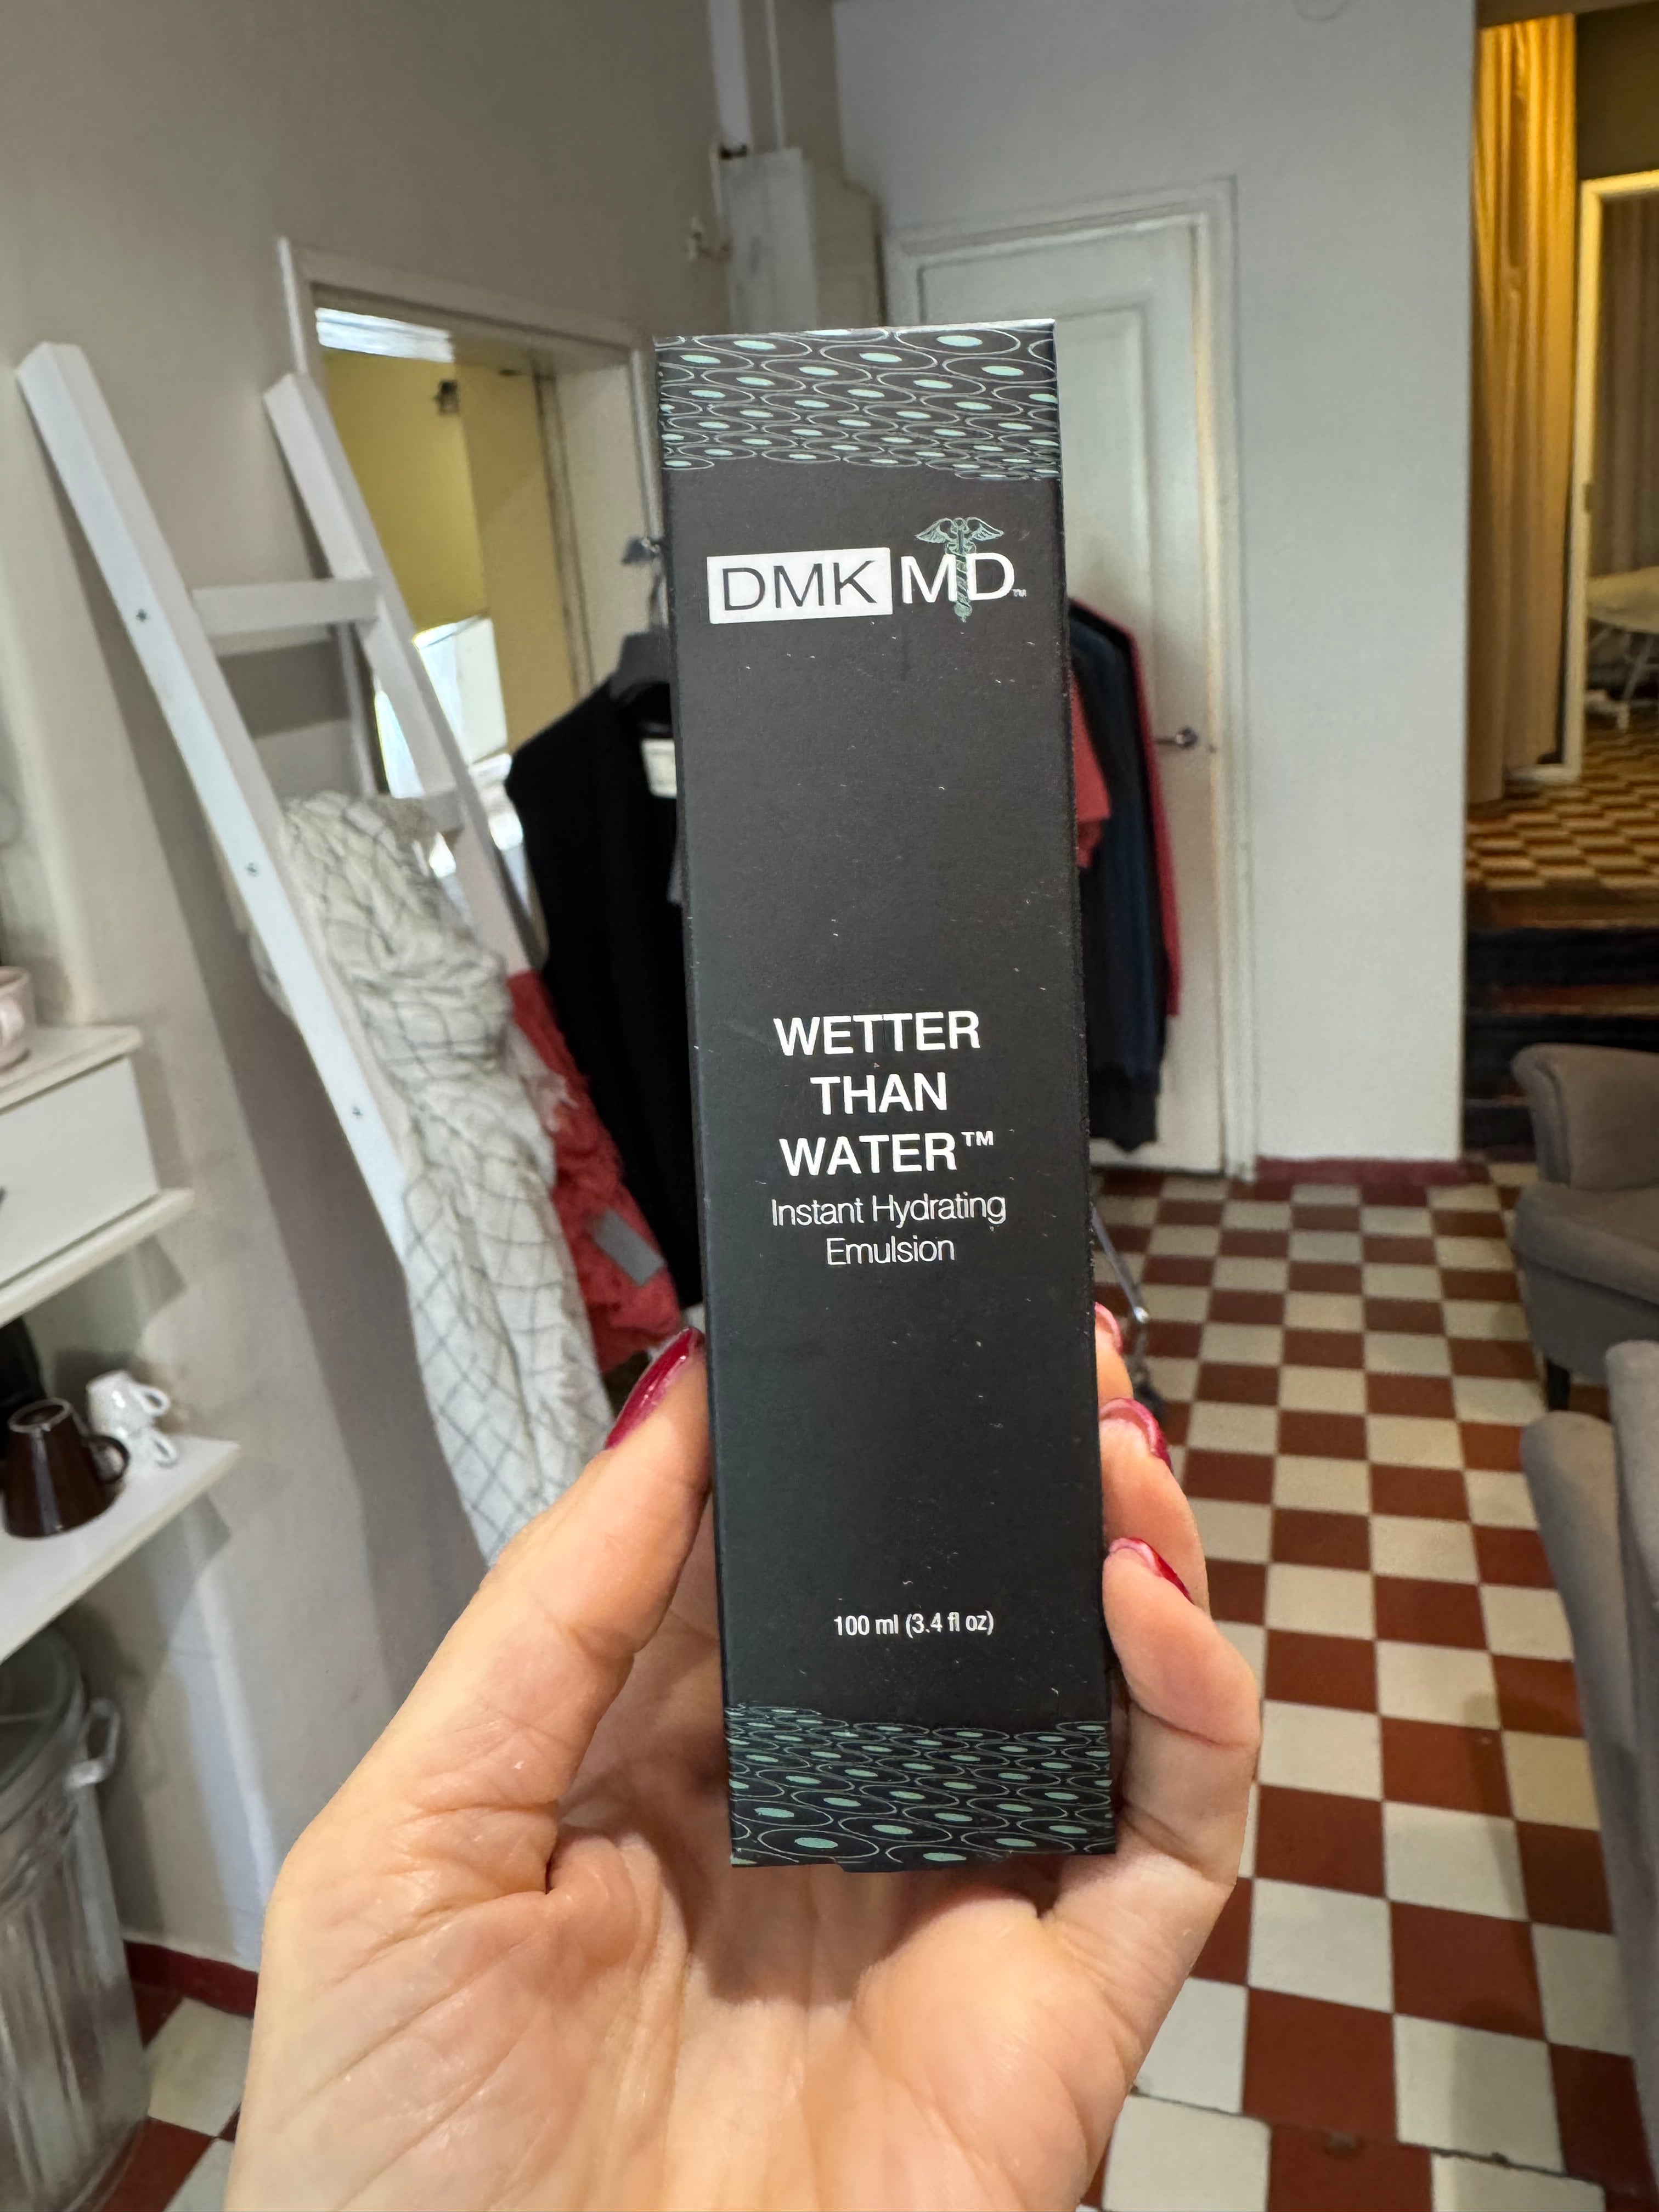 DMK MD™
WETTER
THAN
WATER™
Instant Hydrating
Emulsion
100 ml (3.4 fl oz)